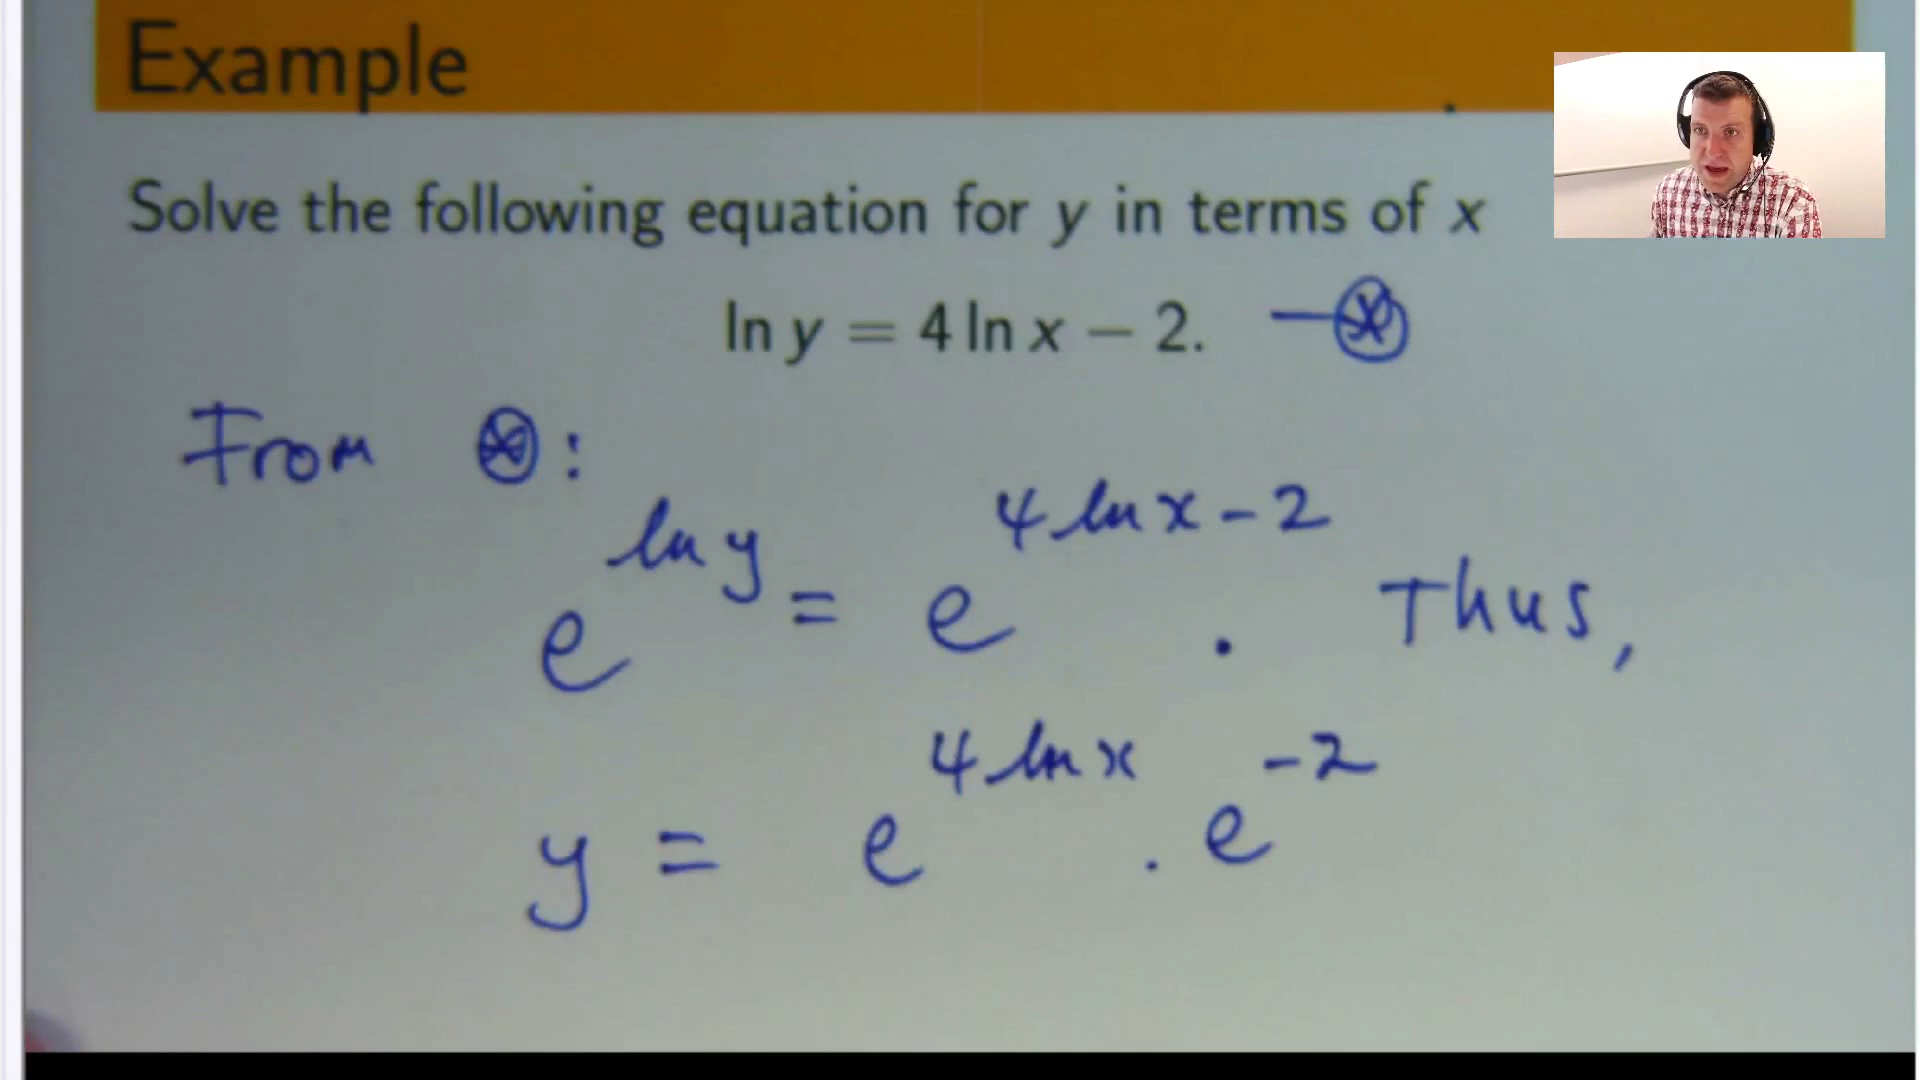 Example
Solve the following equation for y in terms of x
ln y = 4 ln x − 2. —⊛
From ⊛:
e^{ln y} = e^{4 ln x − 2}. Thus,
y = e^{4 ln x} . e^{−2}